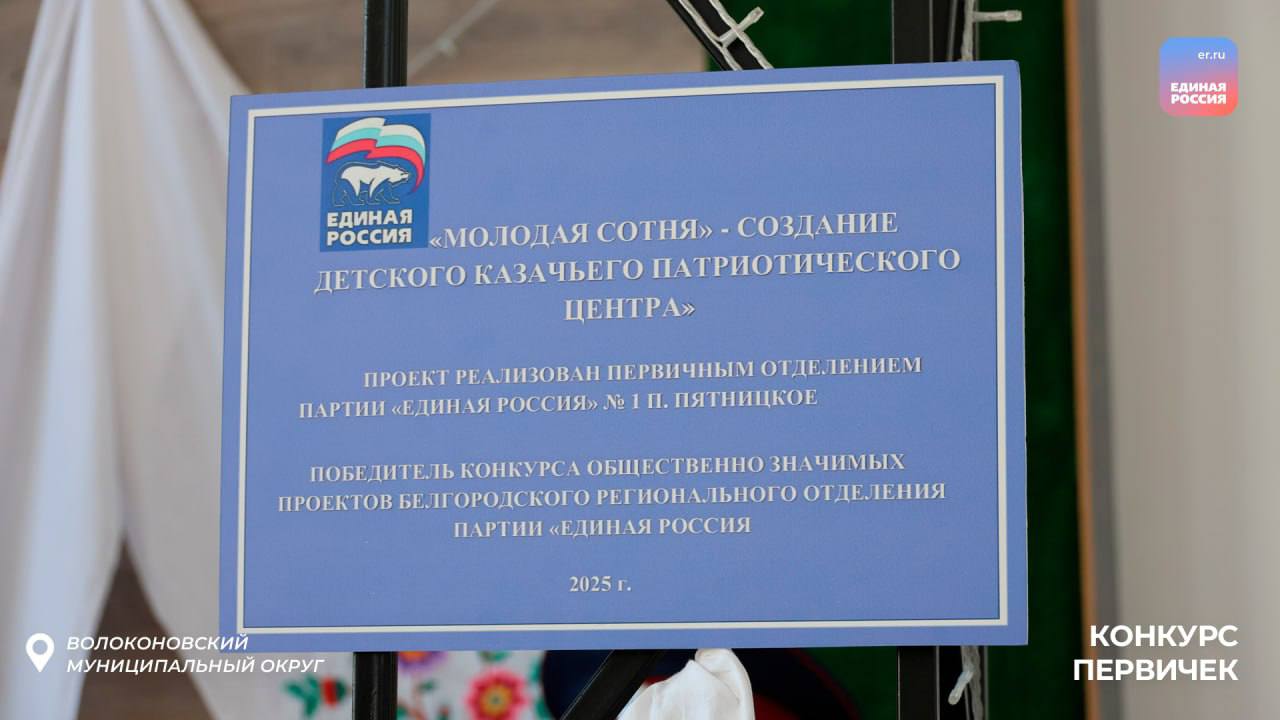 er.ru
ЕДИНАЯ
РОССИЯ
ЕДИНАЯ
РОССИЯ
«МОЛОДАЯ СОТНЯ» - СОЗДАНИЕ
ДЕТСКОГО КАЗАЧЬЕГО ПАТРИОТИЧЕСКОГО
ЦЕНТРА»
ПРОЕКТ РЕАЛИЗОВАН ПЕРВИЧНЫМ ОТДЕЛЕНИЕМ
ПАРТИИ «ЕДИНАЯ РОССИЯ» № 1 П. ПЯТНИЦКОЕ
ПОБЕДИТЕЛЬ КОНКУРСА ОБЩЕСТВЕННО ЗНАЧИМЫХ
ПРОЕКТОВ БЕЛГОРОДСКОГО РЕГИОНАЛЬНОГО ОТДЕЛЕНИЯ
ПАРТИИ «ЕДИНАЯ РОССИЯ
2025 г.
ВОЛОКОНОВСКИЙ
МУНИЦИПАЛЬНЫЙ ОКРУГ
КОНКУРС
ПЕРВИЧЕК